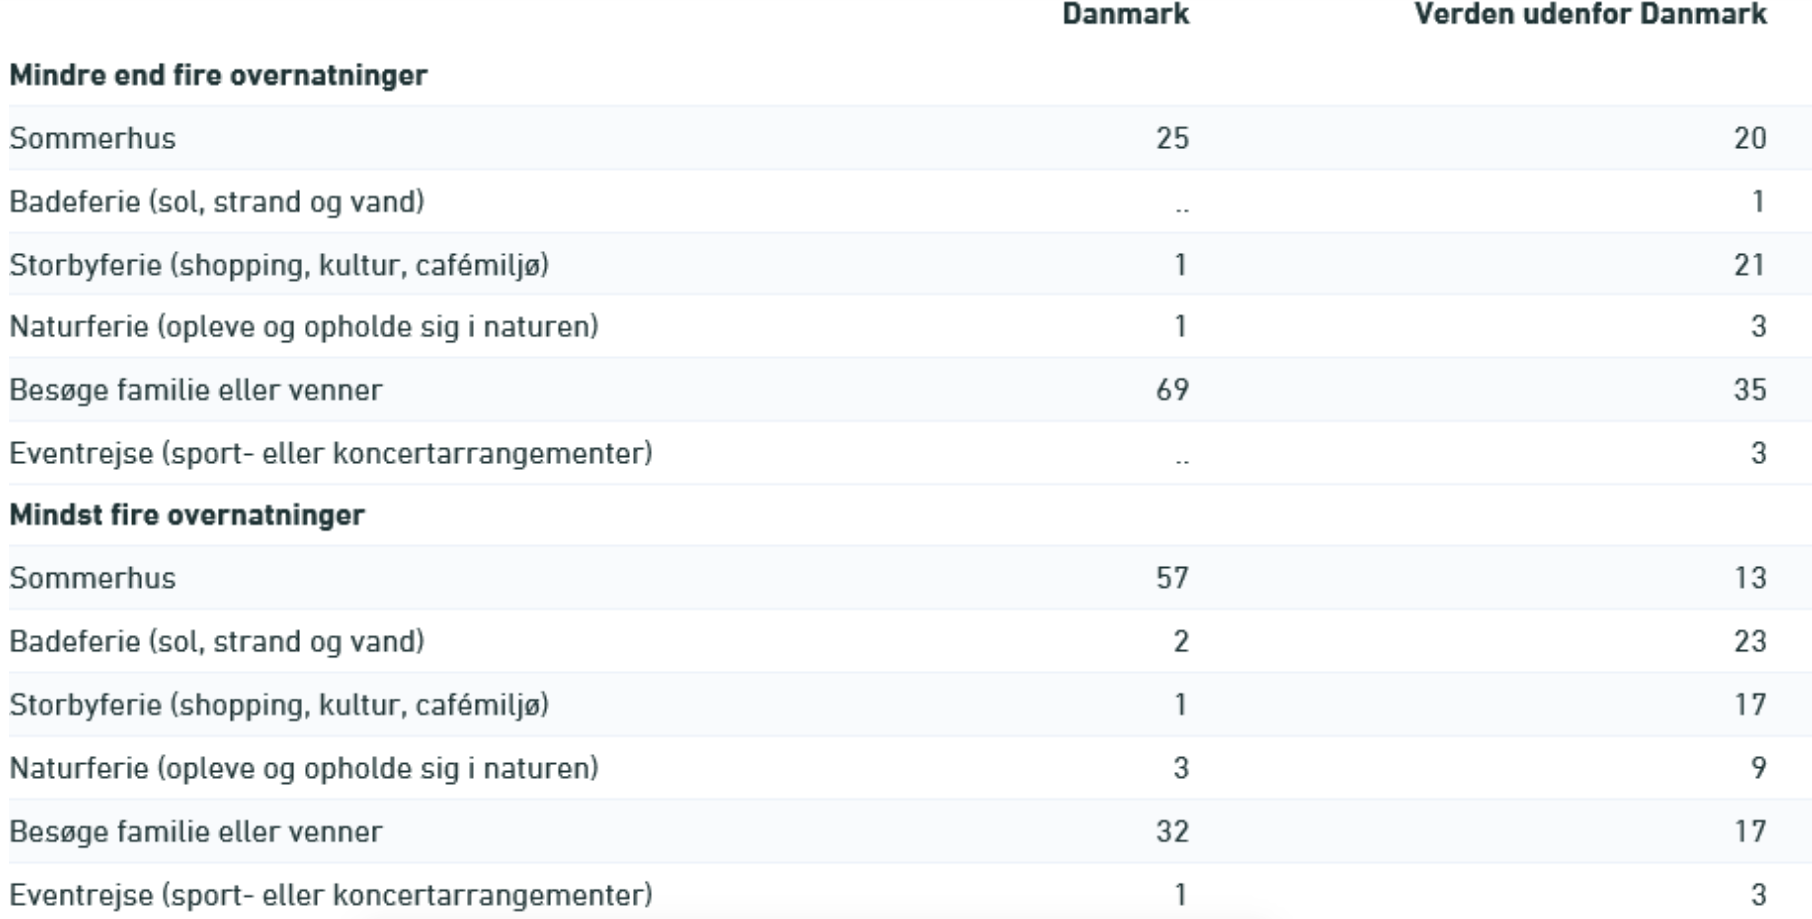 Danmark Verden udenfor Danmark
Mindre end fire overnatninger
Sommerhus 25 20
Badeferie (sol, strand og vand) .. 1
Storbyferie (shopping, kultur, cafémiljø) 1 21
Naturferie (opleve og opholde sig i naturen) 1 3
Besøge familie eller venner 69 35
Eventrejse (sport- eller koncertarrangementer) .. 3
Mindst fire overnatninger
Sommerhus 57 13
Badeferie (sol, strand og vand) 2 23
Storbyferie (shopping, kultur, cafémiljø) 1 17
Naturferie (opleve og opholde sig i naturen) 3 9
Besøge familie eller venner 32 17
Eventrejse (sport- eller koncertarrangementer) 1 3